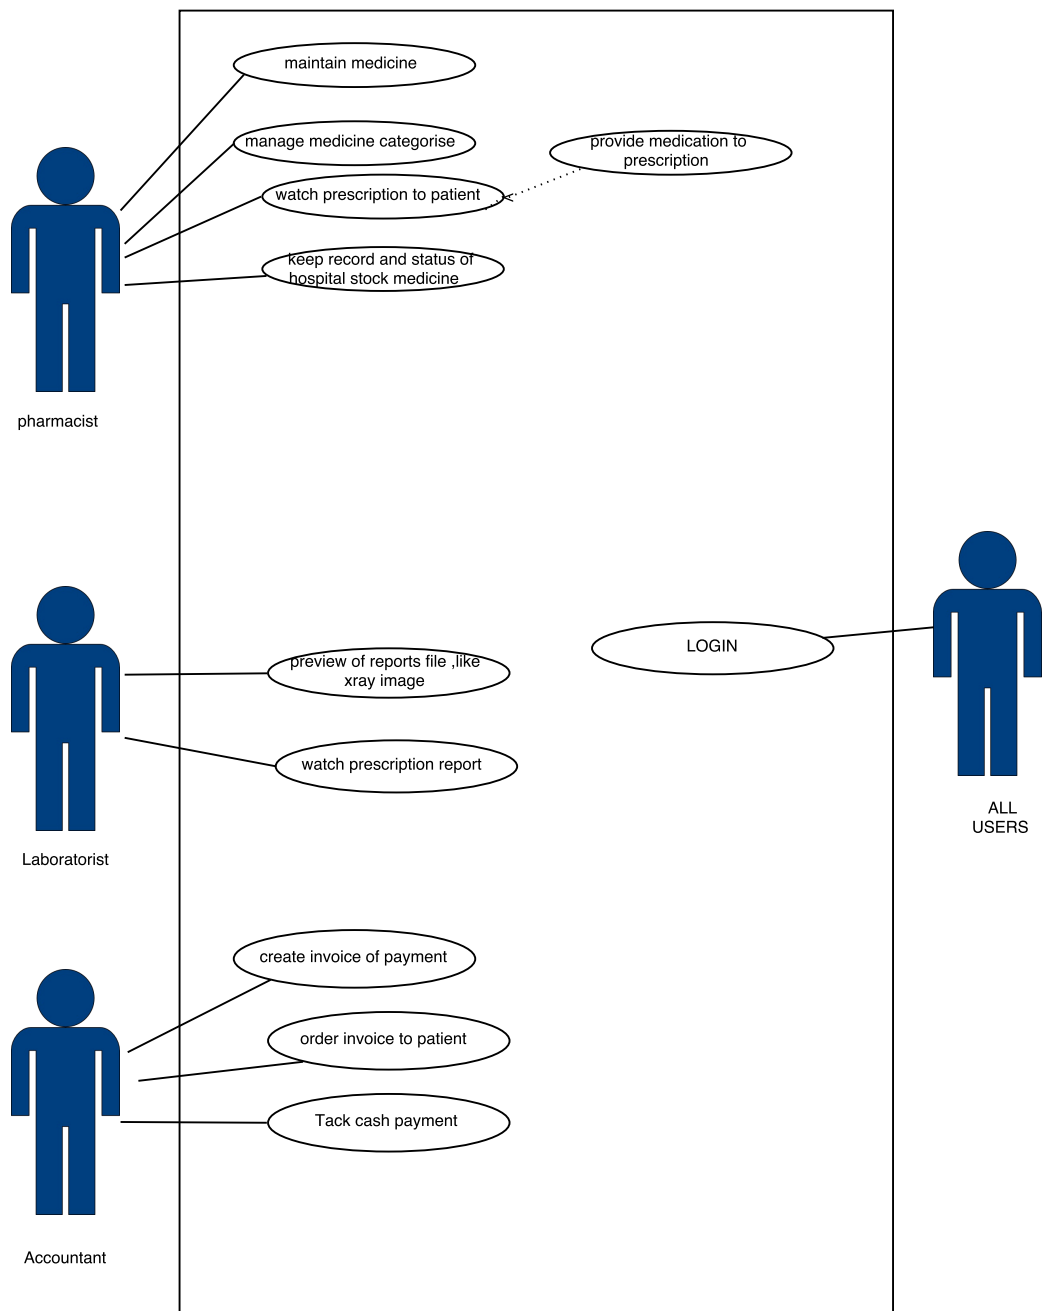 maintain medicine
manage medicine categorise
provide medication to
prescription
watch prescription to patient
keep record and status of
hospital stock medicine
pharmacist
preview of reports file ,like
xray image
LOGIN
watch prescription report
ALL
USERS
Laboratorist
create invoice of payment
order invoice to patient
Tack cash payment
Accountant